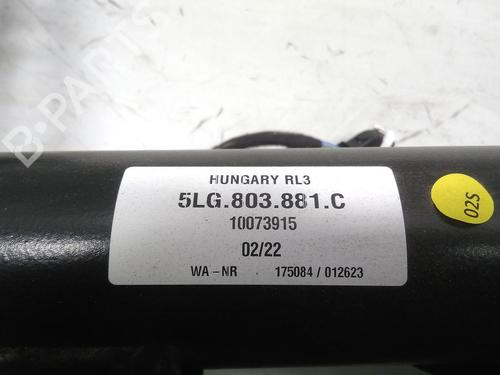 B-PARTS
HUNGARY RL3
5LG.803.881.C
10073915
02/22
WA-NR 175084 / 012623
02S